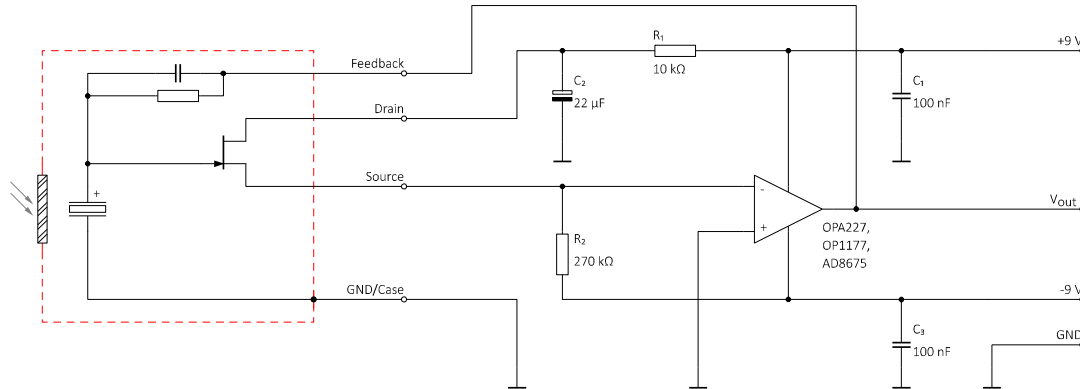 R₁
10 kΩ
+9 V
Feedback
C₂
22 µF
C₁
100 nF
Drain
Source
+
-
+
Vout
OPA227,
OP1177,
AD8675
R₂
270 kΩ
GND/Case
-9 V
C₃
100 nF
GND